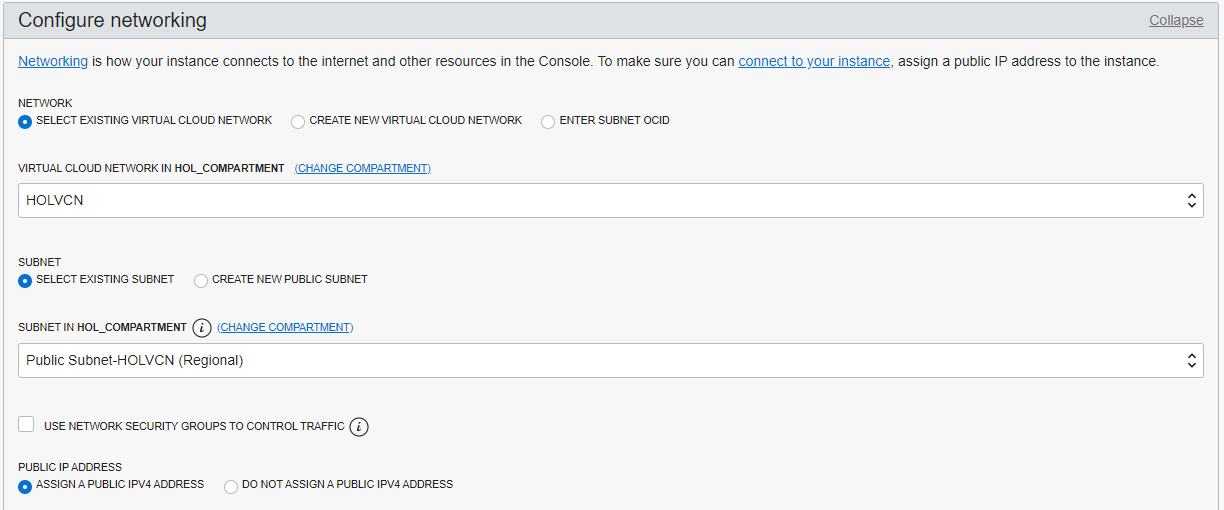 Configure networking Collapse
Networking is how your instance connects to the internet and other resources in the Console. To make sure you can connect to your instance, assign a public IP address to the instance.
NETWORK
SELECT EXISTING VIRTUAL CLOUD NETWORK CREATE NEW VIRTUAL CLOUD NETWORK ENTER SUBNET OCID
VIRTUAL CLOUD NETWORK IN HOL_COMPARTMENT (CHANGE COMPARTMENT)
HOLVCN
SUBNET
SELECT EXISTING SUBNET CREATE NEW PUBLIC SUBNET
SUBNET IN HOL_COMPARTMENT i (CHANGE COMPARTMENT)
Public Subnet-HOLVCN (Regional)
USE NETWORK SECURITY GROUPS TO CONTROL TRAFFIC i
PUBLIC IP ADDRESS
ASSIGN A PUBLIC IPV4 ADDRESS DO NOT ASSIGN A PUBLIC IPV4 ADDRESS